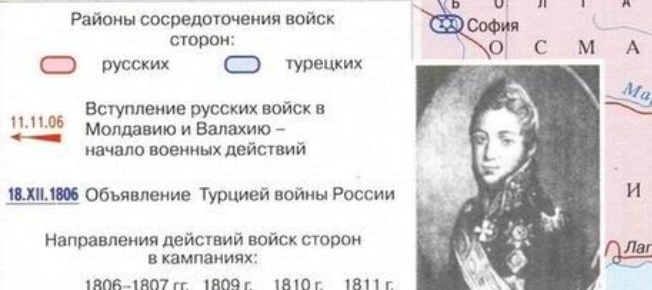 Районы сосредоточения войск
сторон:
русских турецких
11.11.06
Вступление русских войск в
Молдавию и Валахию –
начало военных действий
18.XII.1806 Объявление Турцией войны России
Направления действий войск сторон
в кампаниях:
1806–1807 гг. 1809 г. 1810 г. 1811 г.
Б О Л Г А
София
О С М А
И